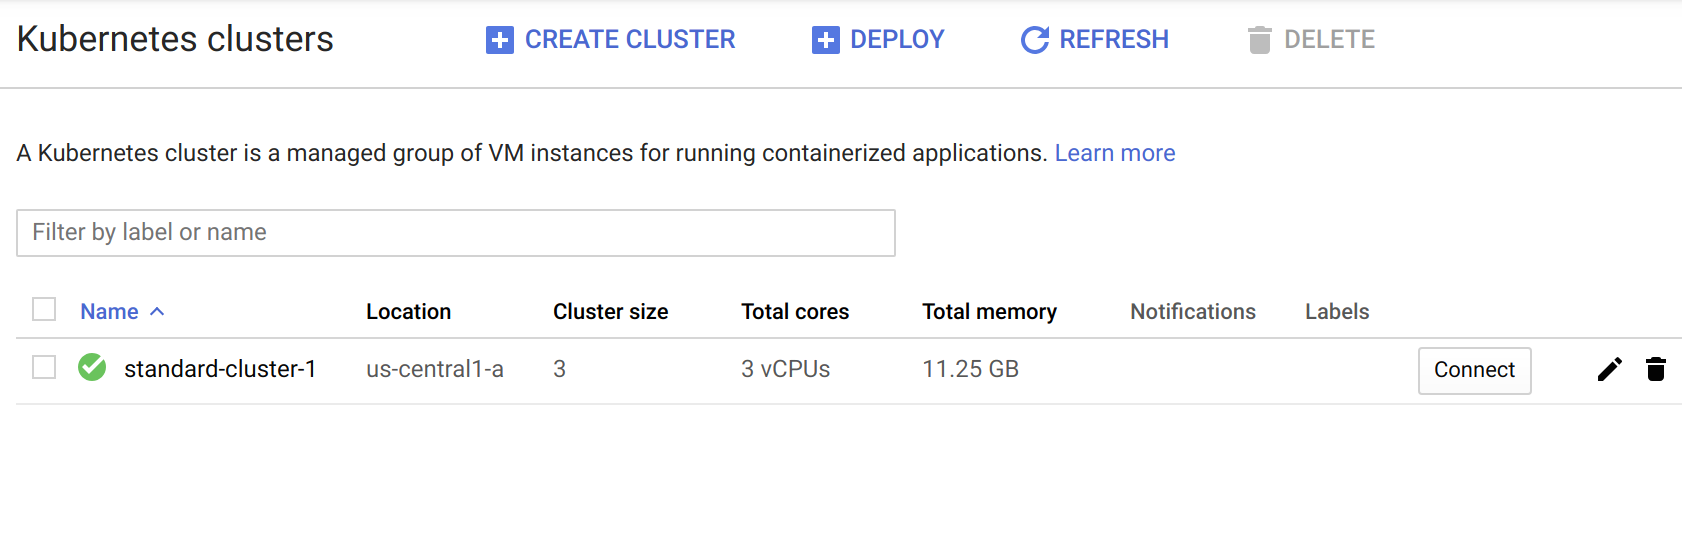 Kubernetes clusters CREATE CLUSTER DEPLOY REFRESH DELETE
A Kubernetes cluster is a managed group of VM instances for running containerized applications. Learn more
Filter by label or name
Name Location Cluster size Total cores Total memory Notifications Labels
standard-cluster-1 us-central1-a 3 3 vCPUs 11.25 GB Connect